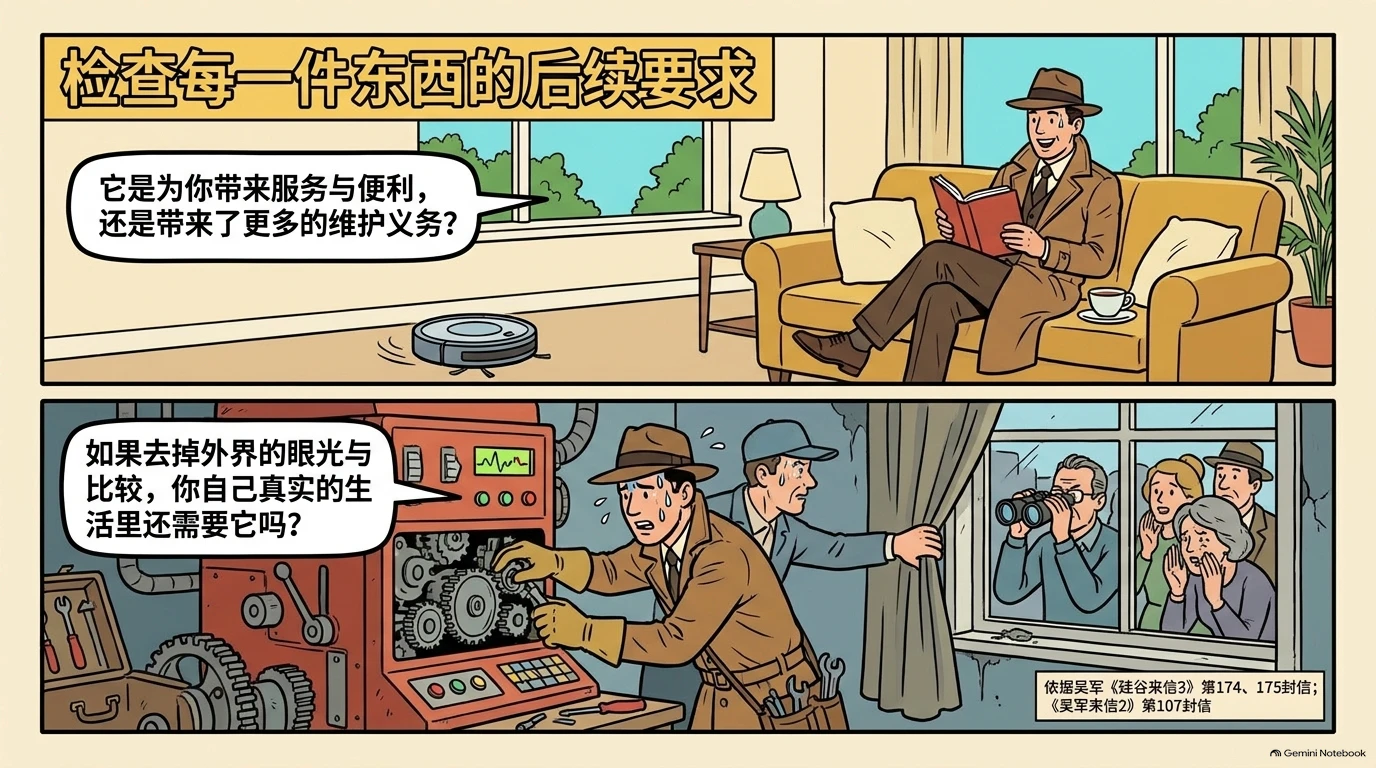 检查每一件东西的后续要求
它是为你带来服务与便利，
还是带来了更多的维护义务？
如果去掉外界的眼光与
比较，你自己真实的生
活里还需要它吗？
依据吴军《硅谷来信3》第174、175封信；
《吴军来信2》第107封信
Gemini Notebook